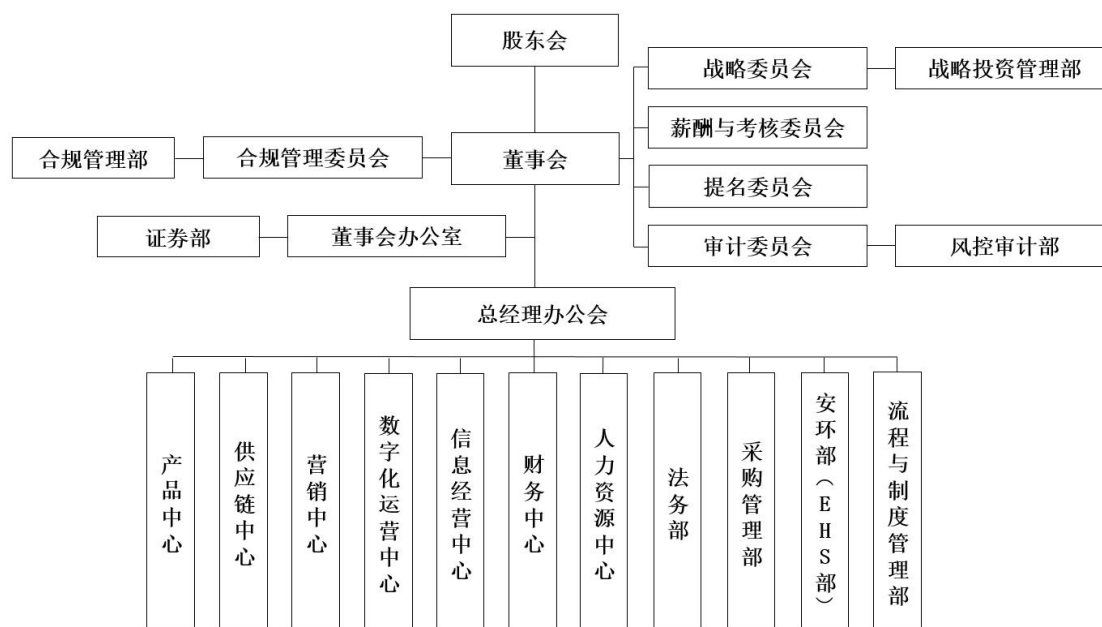 股东会
战略委员会
战略投资管理部
薪酬与考核委员会
合规管理部
合规管理委员会
董事会
提名委员会
证券部
董事会办公室
审计委员会
风控审计部
总经理办公会
产品中心
供应链中心
营销中心
数字化运营中心
信息经营中心
财务中心
人力资源中心
法务部
采购管理部
安环部（EHS部）
流程与制度管理部